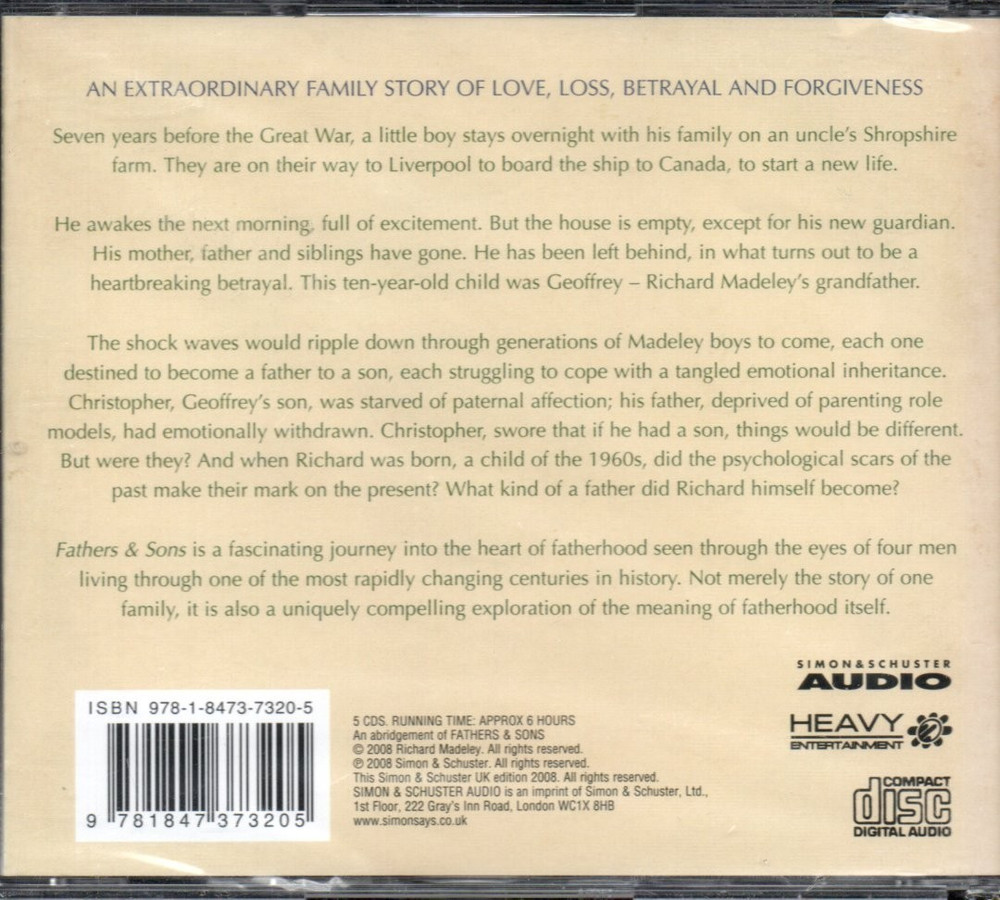 AN EXTRAORDINARY FAMILY STORY OF LOVE, LOSS, BETRAYAL AND FORGIVENESS
Seven years before the Great War, a little boy stays overnight with his family on an uncle's Shropshire
farm. They are on their way to Liverpool to board the ship to Canada, to start a new life.
He awakes the next morning, full of excitement. But the house is empty, except for his new guardian.
His mother, father and siblings have gone. He has been left behind, in what turns out to be a
heartbreaking betrayal. This ten-year-old child was Geoffrey – Richard Madeley's grandfather.
The shock waves would ripple down through generations of Madeley boys to come, each one
destined to become a father to a son, each struggling to cope with a tangled emotional inheritance.
Christopher, Geoffrey's son, was starved of paternal affection; his father, deprived of parenting role
models, had emotionally withdrawn. Christopher, swore that if he had a son, things would be different.
But were they? And when Richard was born, a child of the 1960s, did the psychological scars of the
past make their mark on the present? What kind of a father did Richard himself become?
Fathers & Sons is a fascinating journey into the heart of fatherhood seen through the eyes of four men
living through one of the most rapidly changing centuries in history. Not merely the story of one
family, it is also a uniquely compelling exploration of the meaning of fatherhood itself.
SIMON & SCHUSTER
AUDIO
HEAVY
ENTERTAINMENT
COMPACT
disc
DIGITAL AUDIO
ISBN 978-1-8473-7320-5
9 781847 373205
5 CDS. RUNNING TIME: APPROX 6 HOURS
An abridgement of FATHERS & SONS
© 2008 Richard Madeley. All rights reserved.
℗ 2008 Simon & Schuster. All rights reserved.
This Simon & Schuster UK edition 2008. All rights reserved.
SIMON & SCHUSTER AUDIO is an imprint of Simon & Schuster, Ltd.,
1st Floor, 222 Gray's Inn Road, London WC1X 8HB
www.simonsays.co.uk